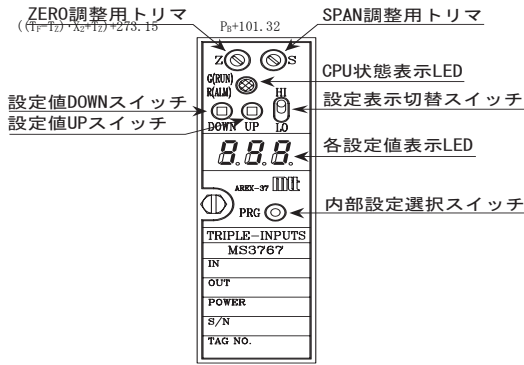 ZERO調整用トリマ
((TF−TZ)·X2+TZ)+273.15
PB+101.32
SPAN調整用トリマ
Z
S
G(RUN)
R(ALM)
HI
CPU状態表示LED
設定値DOWNスイッチ
設定表示切替スイッチ
設定値UPスイッチ
DOWN
UP
LO
8.8.8.
各設定値表示LED
AREX-37
PRG
内部設定選択スイッチ
TRIPLE-INPUTS
MS3767
IN
OUT
POWER
S/N
TAG NO.